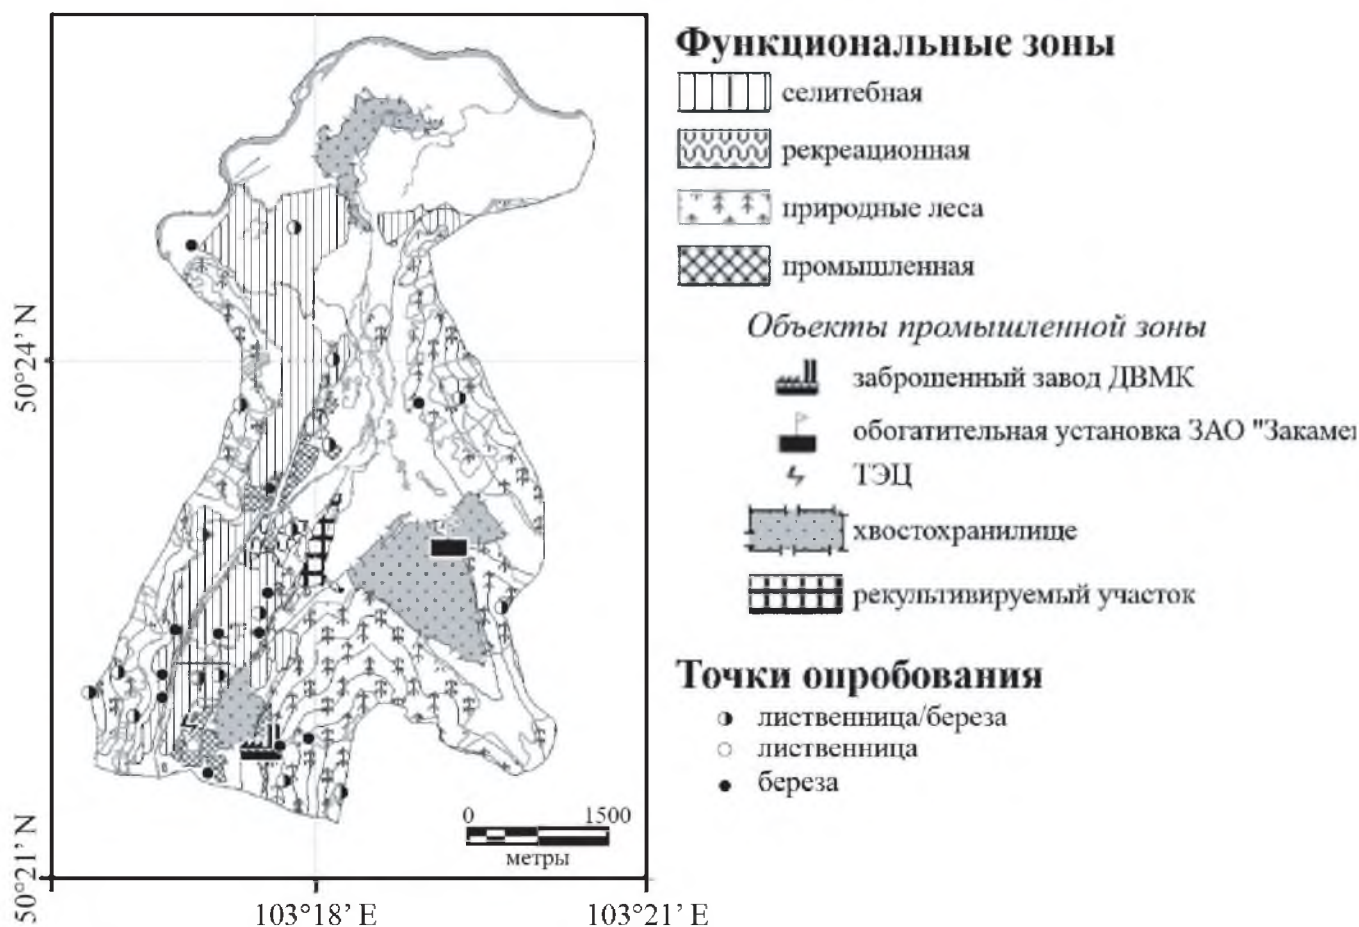 Функциональные зоны
селитебная
рекреационная
природные леса
промышленная
Объекты промышленной зоны
заброшенный завод ДВМК
обогатительная установка ЗАО "Закаме
ТЭЦ
хвостохранилище
рекультивируемый участок
Точки опробования
лиственница/береза
лиственница
береза
50°24' N
50°21' N
0 1500
метры
103°18' E
103°21' E